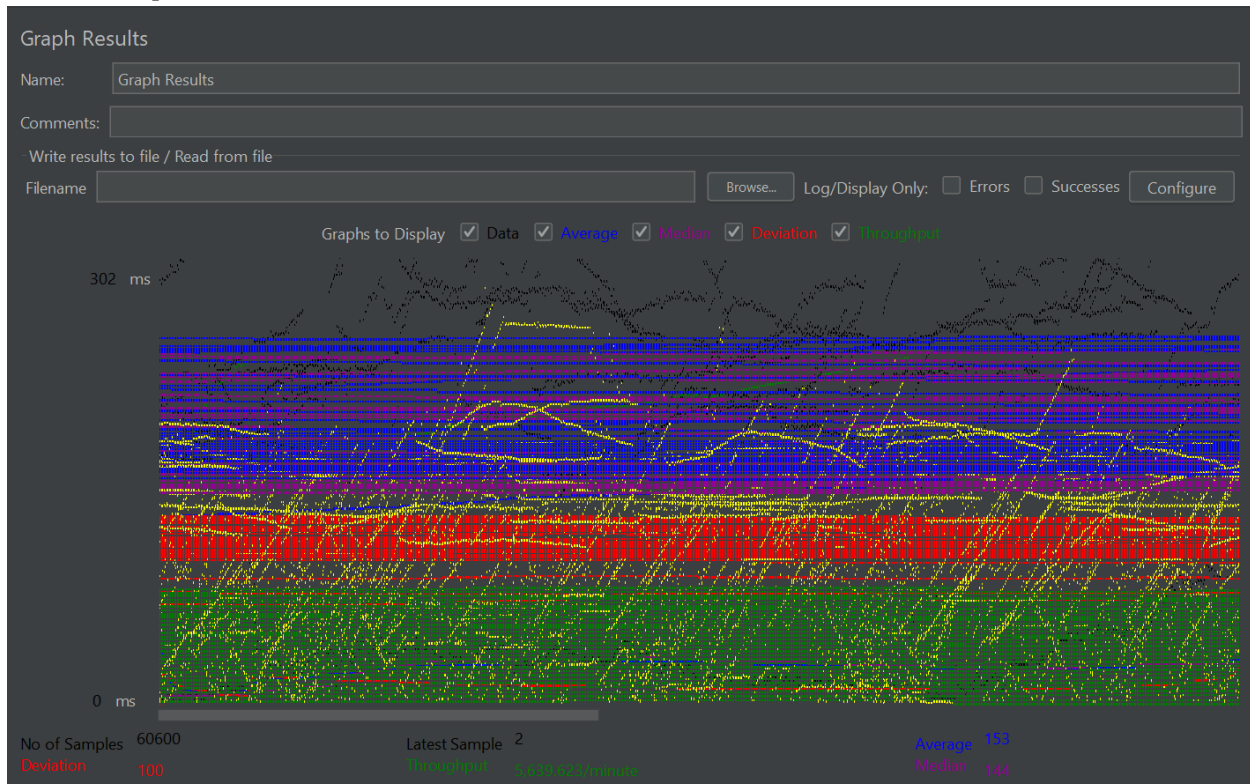 Graph Results
Name: Graph Results
Comments:
Write results to file / Read from file
Filename Browse... Log/Display Only: Errors Successes Configure
Graphs to Display Data Average Median Deviation Throughput
302 ms
0 ms
No of Samples 60600 Latest Sample 2 Average 153
Deviation 100 Throughput 5,639.623/minute Median 144